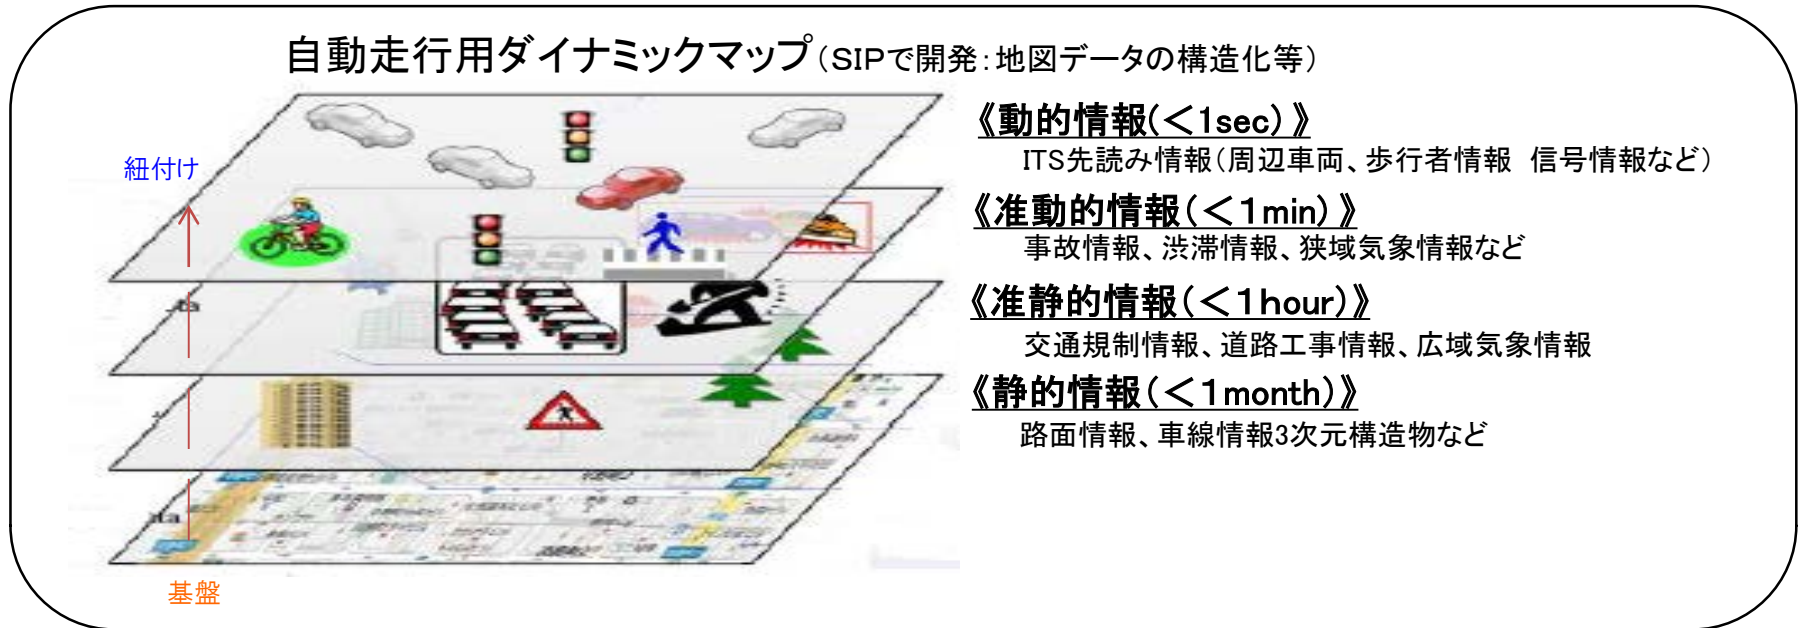 自動走行用ダイナミックマップ（SIPで開発：地図データの構造化等）
《動的情報(＜1sec）》
ITS先読み情報（周辺車両、歩行者情報 信号情報など）
紐付け
《准動的情報（＜1min）》
事故情報、渋滞情報、狭域気象情報など
《准静的情報（＜1hour）》
交通規制情報、道路工事情報、広域気象情報
《静的情報（＜1month）》
路面情報、車線情報3次元構造物など
基盤